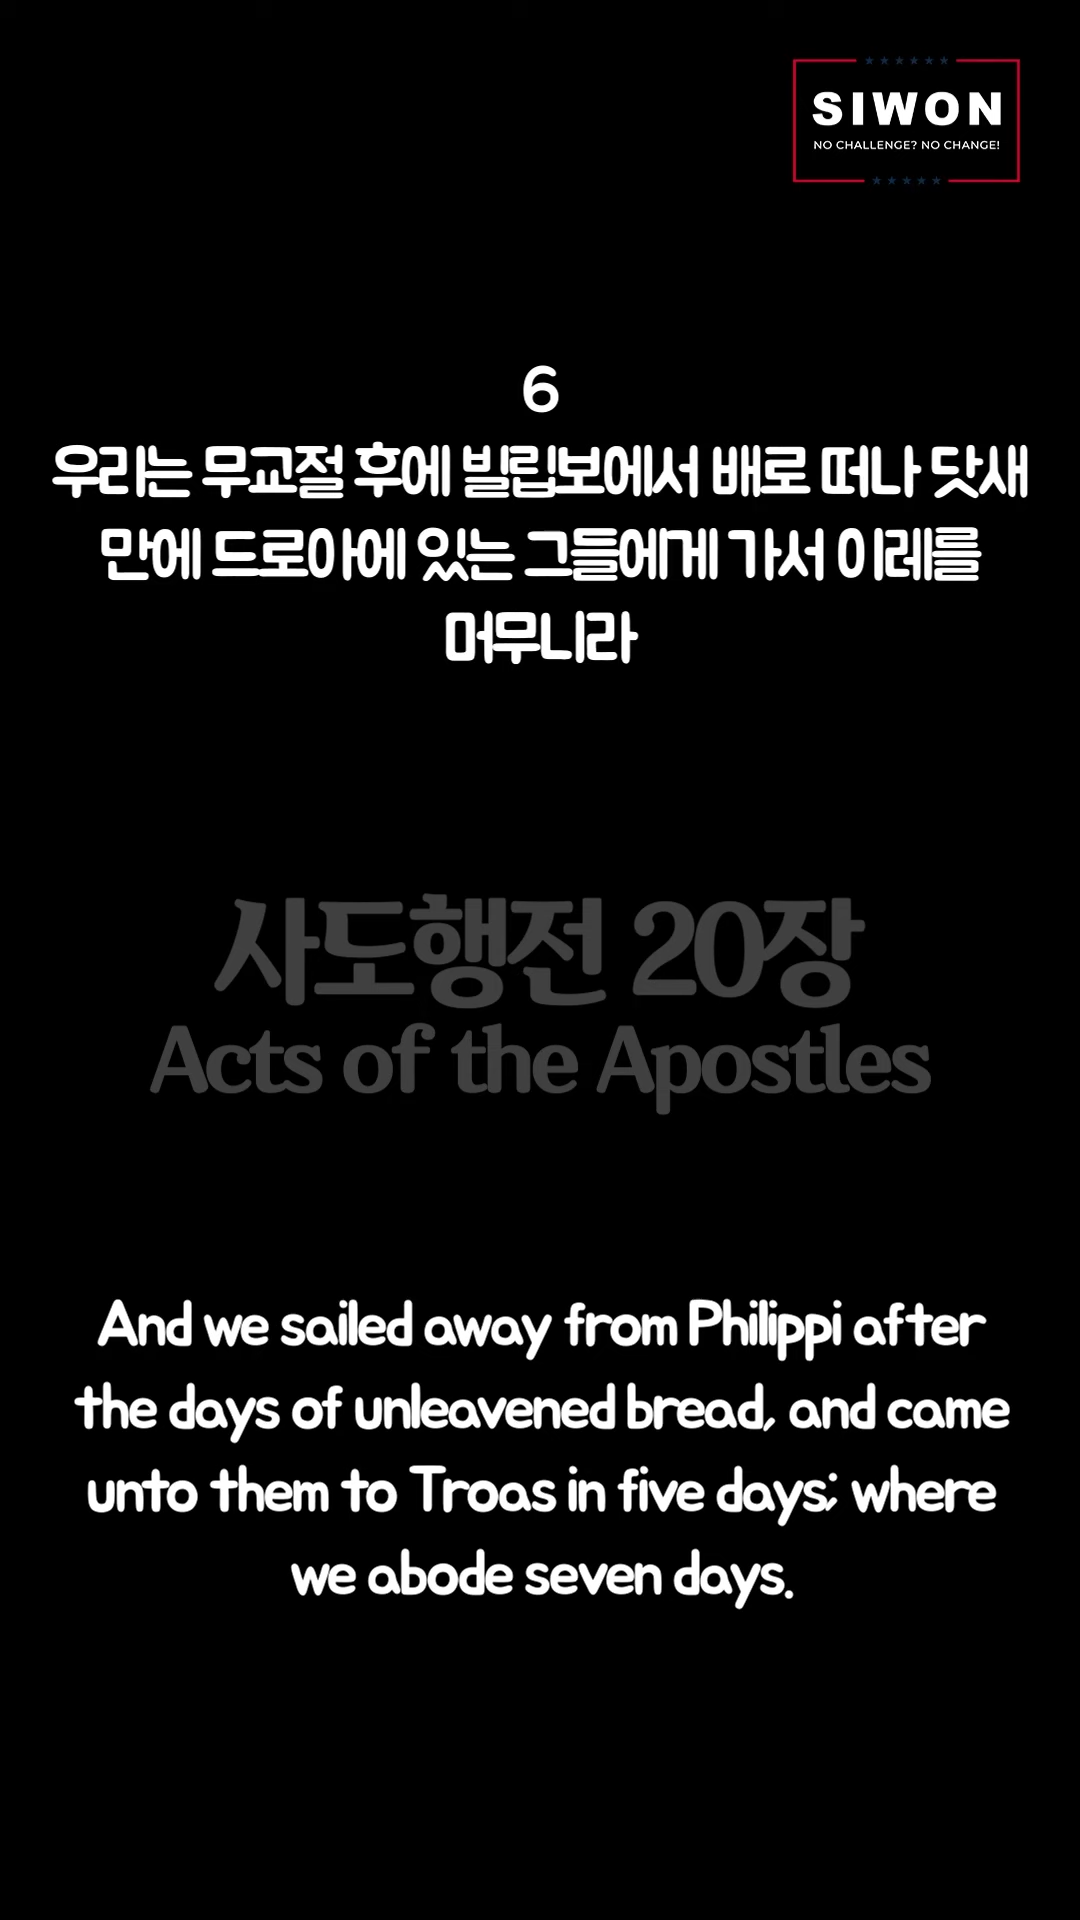 SIWON
NO CHALLENGE? NO CHANGE!
6
우리는 무교절 후에 빌립보에서 배로 떠나 닷새
만에 드로아에 있는 그들에게 가서 이레를
머무니라
사도행전 20장
Acts of the Apostles
And we sailed away from Philippi after
the days of unleavened bread, and came
unto them to Troas in five days; where
we abode seven days.